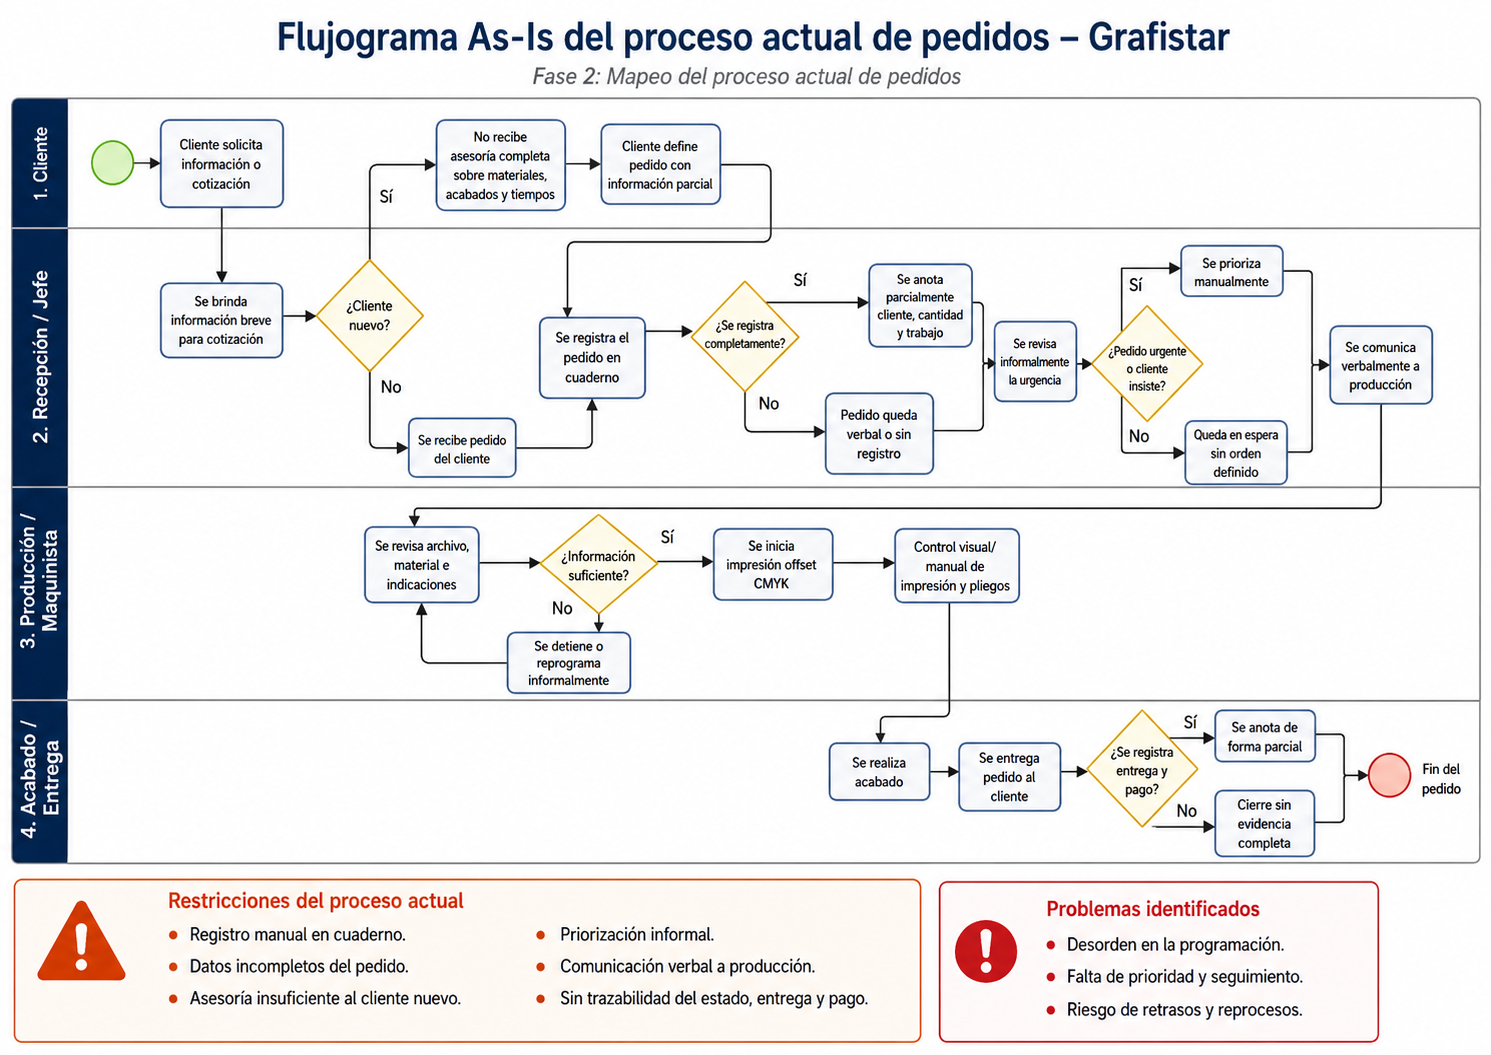 Flujograma As-Is del proceso actual de pedidos – Grafistar
Fase 2: Mapeo del proceso actual de pedidos
1. Cliente
Cliente solicita
información o
cotización
Sí
No recibe
asesoría completa
sobre materiales,
acabados y tiempos
Cliente define
pedido con
información parcial
2. Recepción / Jefe
Se brinda
información breve
para cotización
¿Cliente
nuevo?
No
Se recibe pedido
del cliente
Se registra el
pedido en
cuaderno
¿Se registra
completamente?
Sí
Se anota
parcialmente
cliente, cantidad
y trabajo
No
Pedido queda
verbal o sin
registro
Se revisa
informalmente
la urgencia
¿Pedido urgente
o cliente
insiste?
Sí
Se prioriza
manualmente
No
Queda en espera
sin orden
definido
Se comunica
verbalmente a
producción
3. Producción /
Maquinista
Se revisa archivo,
material e
indicaciones
¿Información
suficiente?
Sí
No
Se detiene o
reprograma
informalmente
Se inicia
impresión offset
CMYK
Control visual/
manual de
impresión y pliegos
4. Acabado /
Entrega
Se realiza
acabado
Se entrega
pedido al
cliente
¿Se registra
entrega y
pago?
Sí
Se anota de
forma parcial
No
Cierre sin
evidencia
completa
Fin del
pedido
Restricciones del proceso actual
Registro manual en cuaderno.
Datos incompletos del pedido.
Asesoría insuficiente al cliente nuevo.
Priorización informal.
Comunicación verbal a producción.
Sin trazabilidad del estado, entrega y pago.
Problemas identificados
Desorden en la programación.
Falta de prioridad y seguimiento.
Riesgo de retrasos y reprocesos.